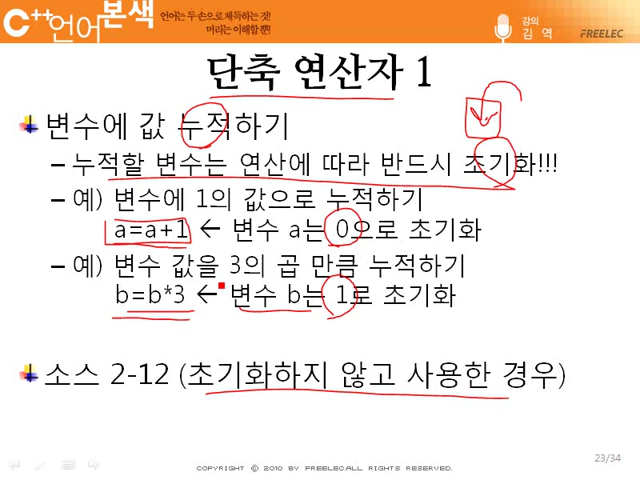 C++언어본색
언어는 두 손으로 체득하는 것!
머리는 이해할 뿐!
강의
김 역
FREELEC
단축 연산자 1
변수에 값 누적하기
– 누적할 변수는 연산에 따라 반드시 초기화!!!
– 예) 변수에 1의 값으로 누적하기
a=a+1 ← 변수 a는 0으로 초기화
– 예) 변수 값을 3의 곱 만큼 누적하기
b=b*3 ← 변수 b는 1로 초기화
소스 2-12 (초기화하지 않고 사용한 경우)
23/34
COPYRIGHT ⓒ 2010 BY FREELEC.ALL RIGHTS RESERVED.